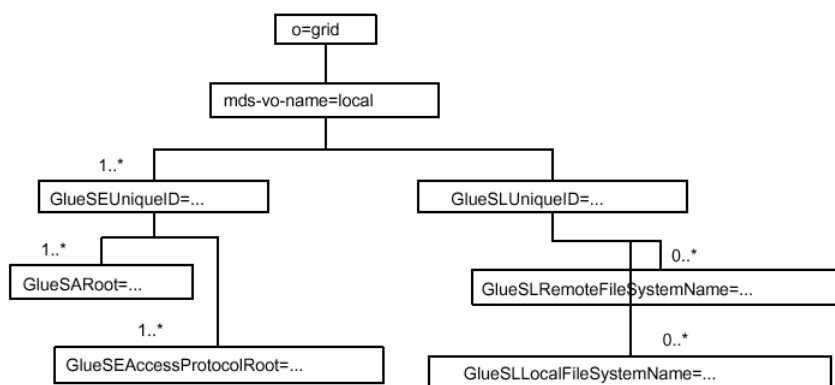 o=grid
mds-vo-name=local
1..*
GlueSEUniqueID=...
GlueSLUniqueID=...
1..*
0..*
GlueSARoot=...
GlueSLRemoteFileSystemName=...
1..*
0..*
GlueSEAccessProtocolRoot=...
GlueSLLocalFileSystemName=...